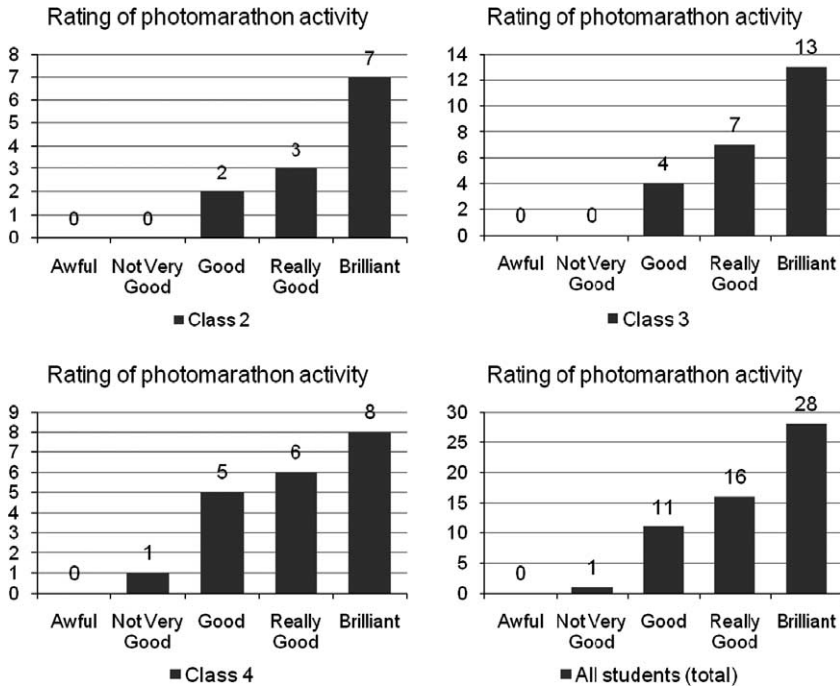 Rating of photomarathon activity
8
7
6
5
4
3
2
1
0
0
0
2
3
7
Awful
Not Very Good
Good
Really Good
Brilliant
Class 2
Rating of photomarathon activity
14
12
10
8
6
4
2
0
0
0
4
7
13
Awful
Not Very Good
Good
Really Good
Brilliant
Class 3
Rating of photomarathon activity
9
8
7
6
5
4
3
2
1
0
0
1
5
6
8
Awful
Not Very Good
Good
Really Good
Brilliant
Class 4
Rating of photomarathon activity
30
25
20
15
10
5
0
0
1
11
16
28
Awful
Not Very Good
Good
Really Good
Brilliant
All students (total)